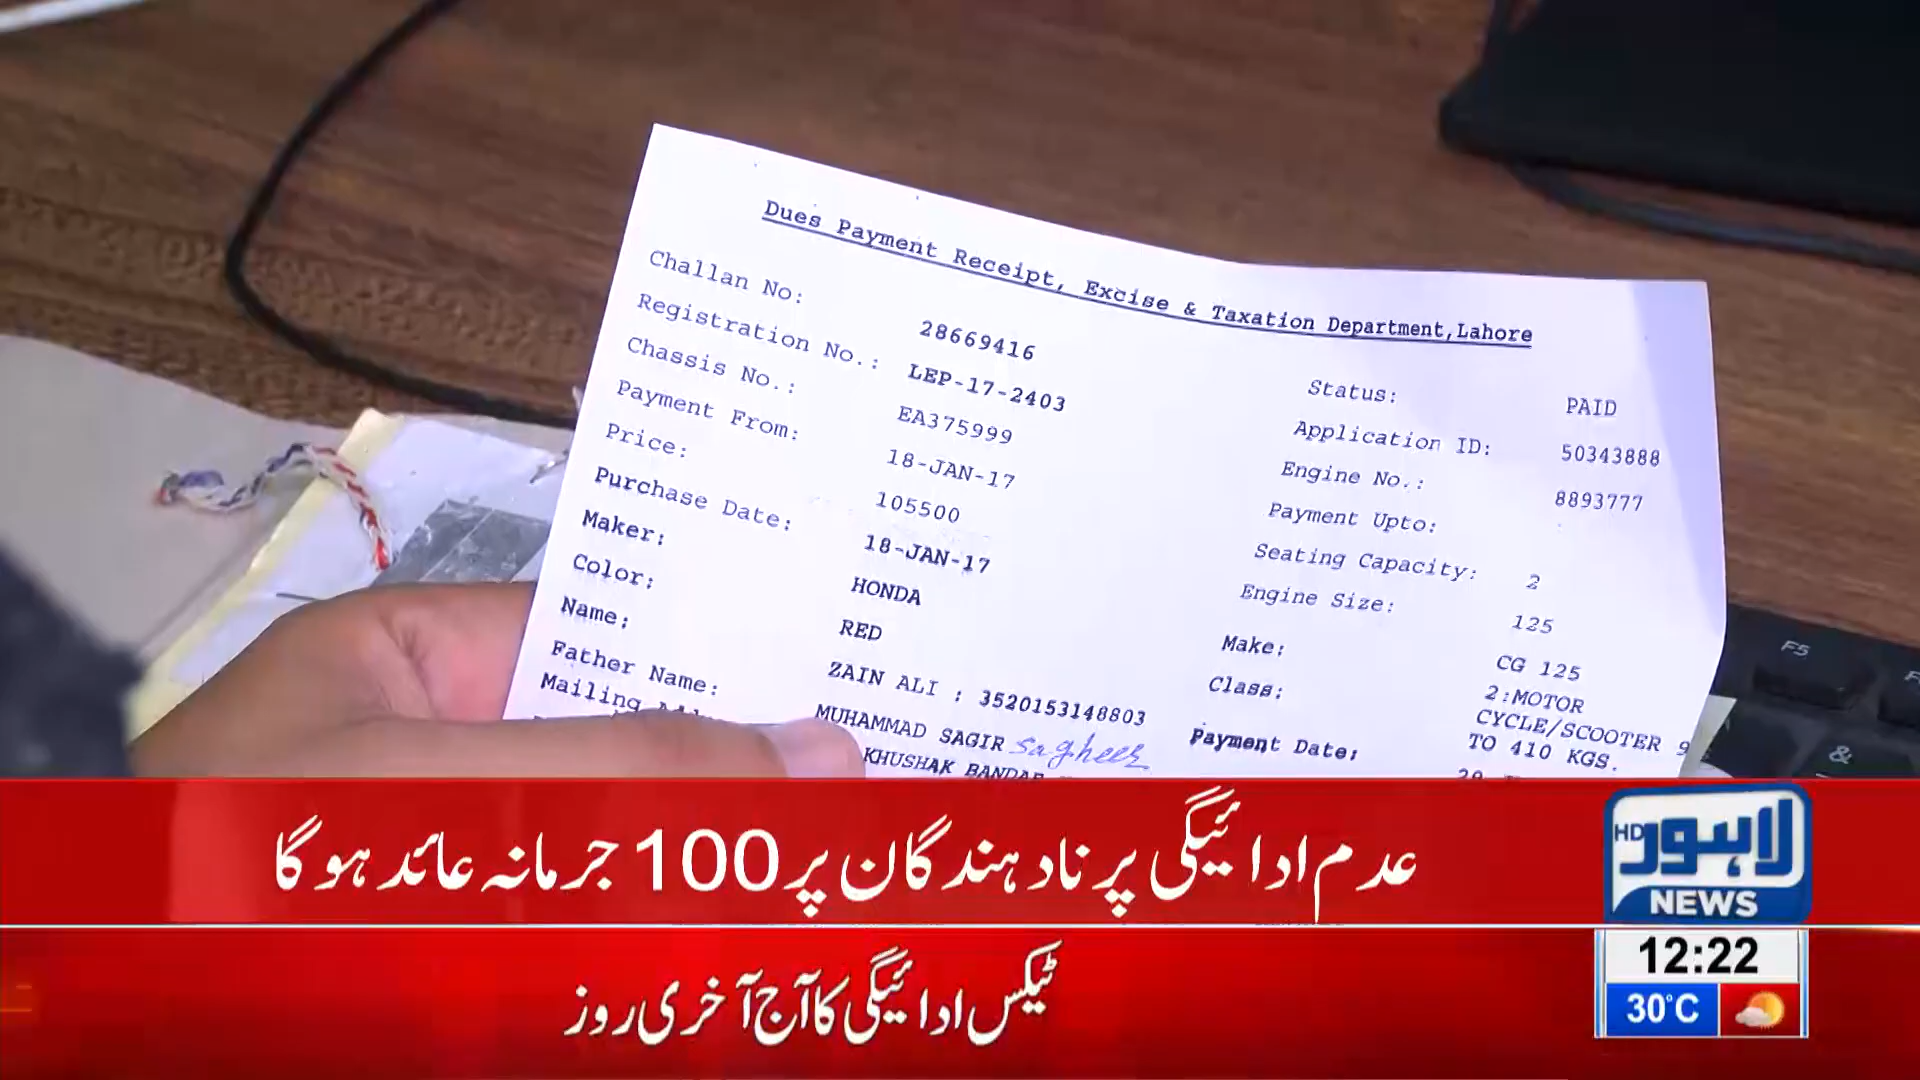 Dues Payment Receipt, Excise & Taxation Department,Lahore
Challan No: 28669416
Registration No.: LEP-17-2403
Chassis No.: EA375999
Payment From: 18-JAN-17
Price: 105500
Purchase Date: 18-JAN-17
Maker: HONDA
Color: RED
Name: ZAIN ALI : 3520153148803
Father Name: MUHAMMAD SAGIR Sagheer
Mailing KHUSHAK
Status: PAID
Application ID: 50343888
Engine No.: 8893777
Payment Upto:
Seating Capacity: 2
Engine Size: 125
Make: CG 125
Class: 2:MOTOR
CYCLE/SCOOTER
TO 410 KGS.
Payment Date:
F5
&
عدم ادائیگی پر نادہندگان پر 100 جرمانہ عائد ہوگا
لاہور HD
NEWS
12:22
30°C
ٹیکس ادائیگی کا آج آخری روز